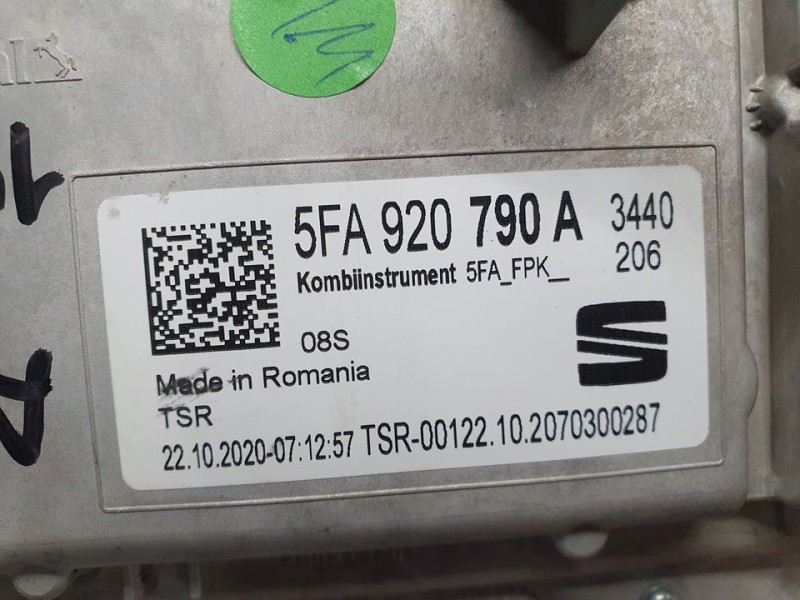 5FA 920 790 A 3440
206
Kombiinstrument 5FA_FPK__
08S
Made in Romania
TSR
22.10.2020-07:12:57 TSR-00122.10.2070300287